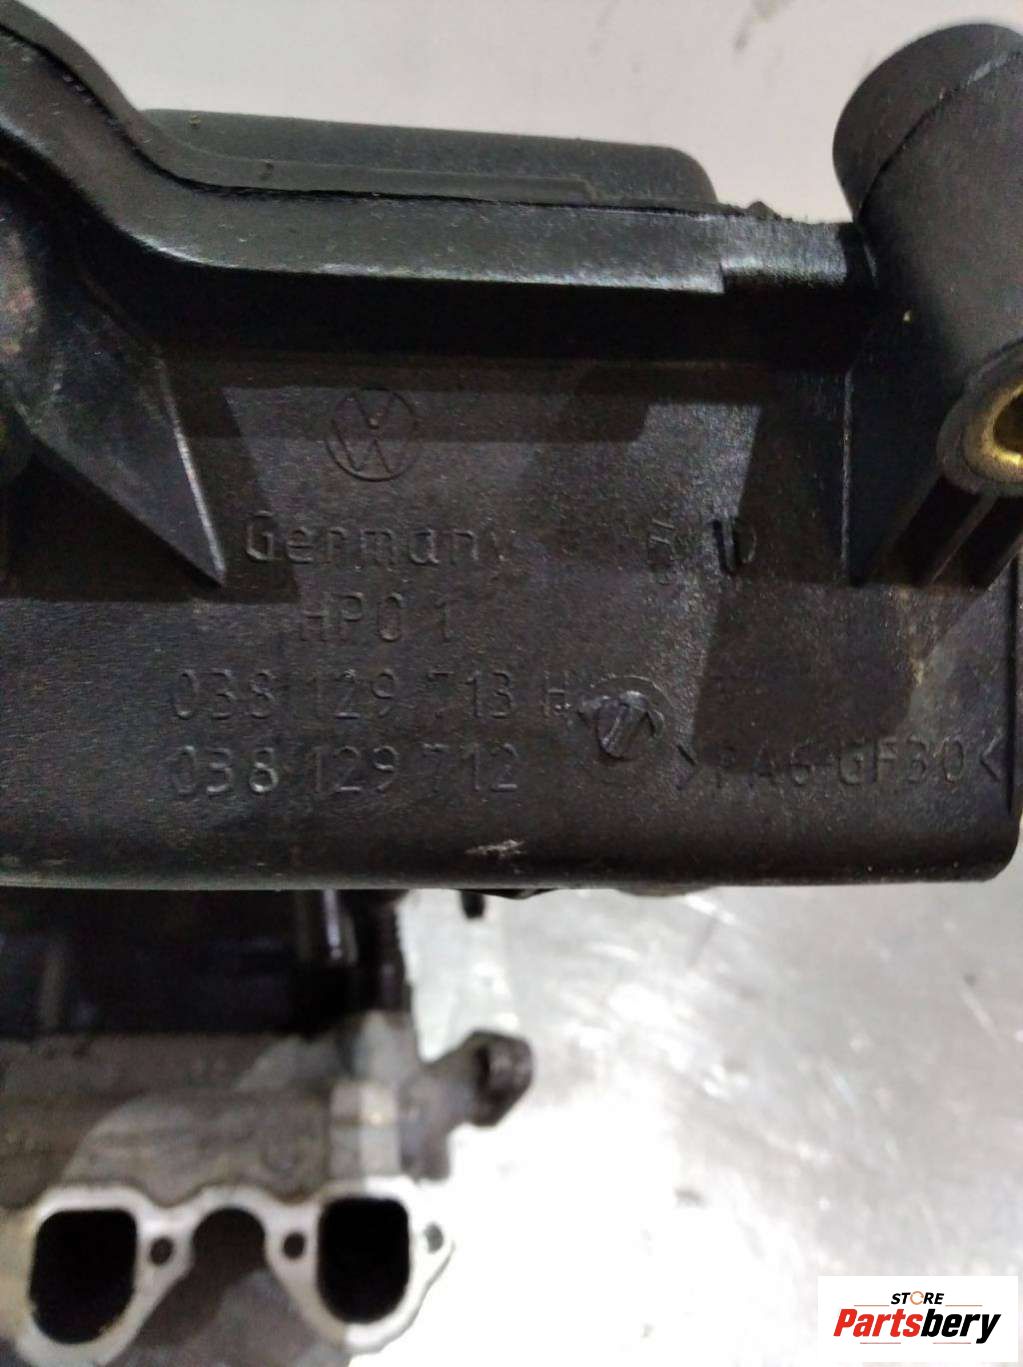 Germany
HPO 1
038 129 713 H
038 129 712
>PA6 GF30<
STORE
Partsbery